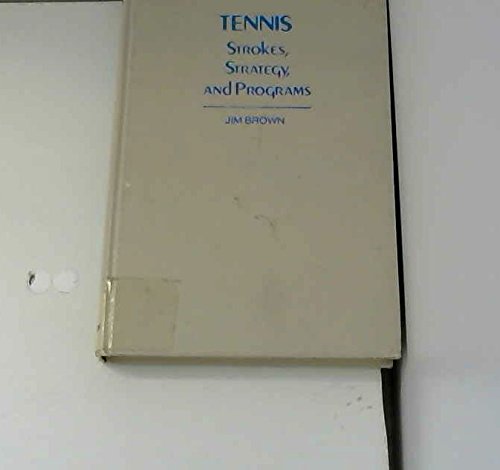 TENNIS
STROKES,
STRATEGY,
AND PROGRAMS
JIM BROWN